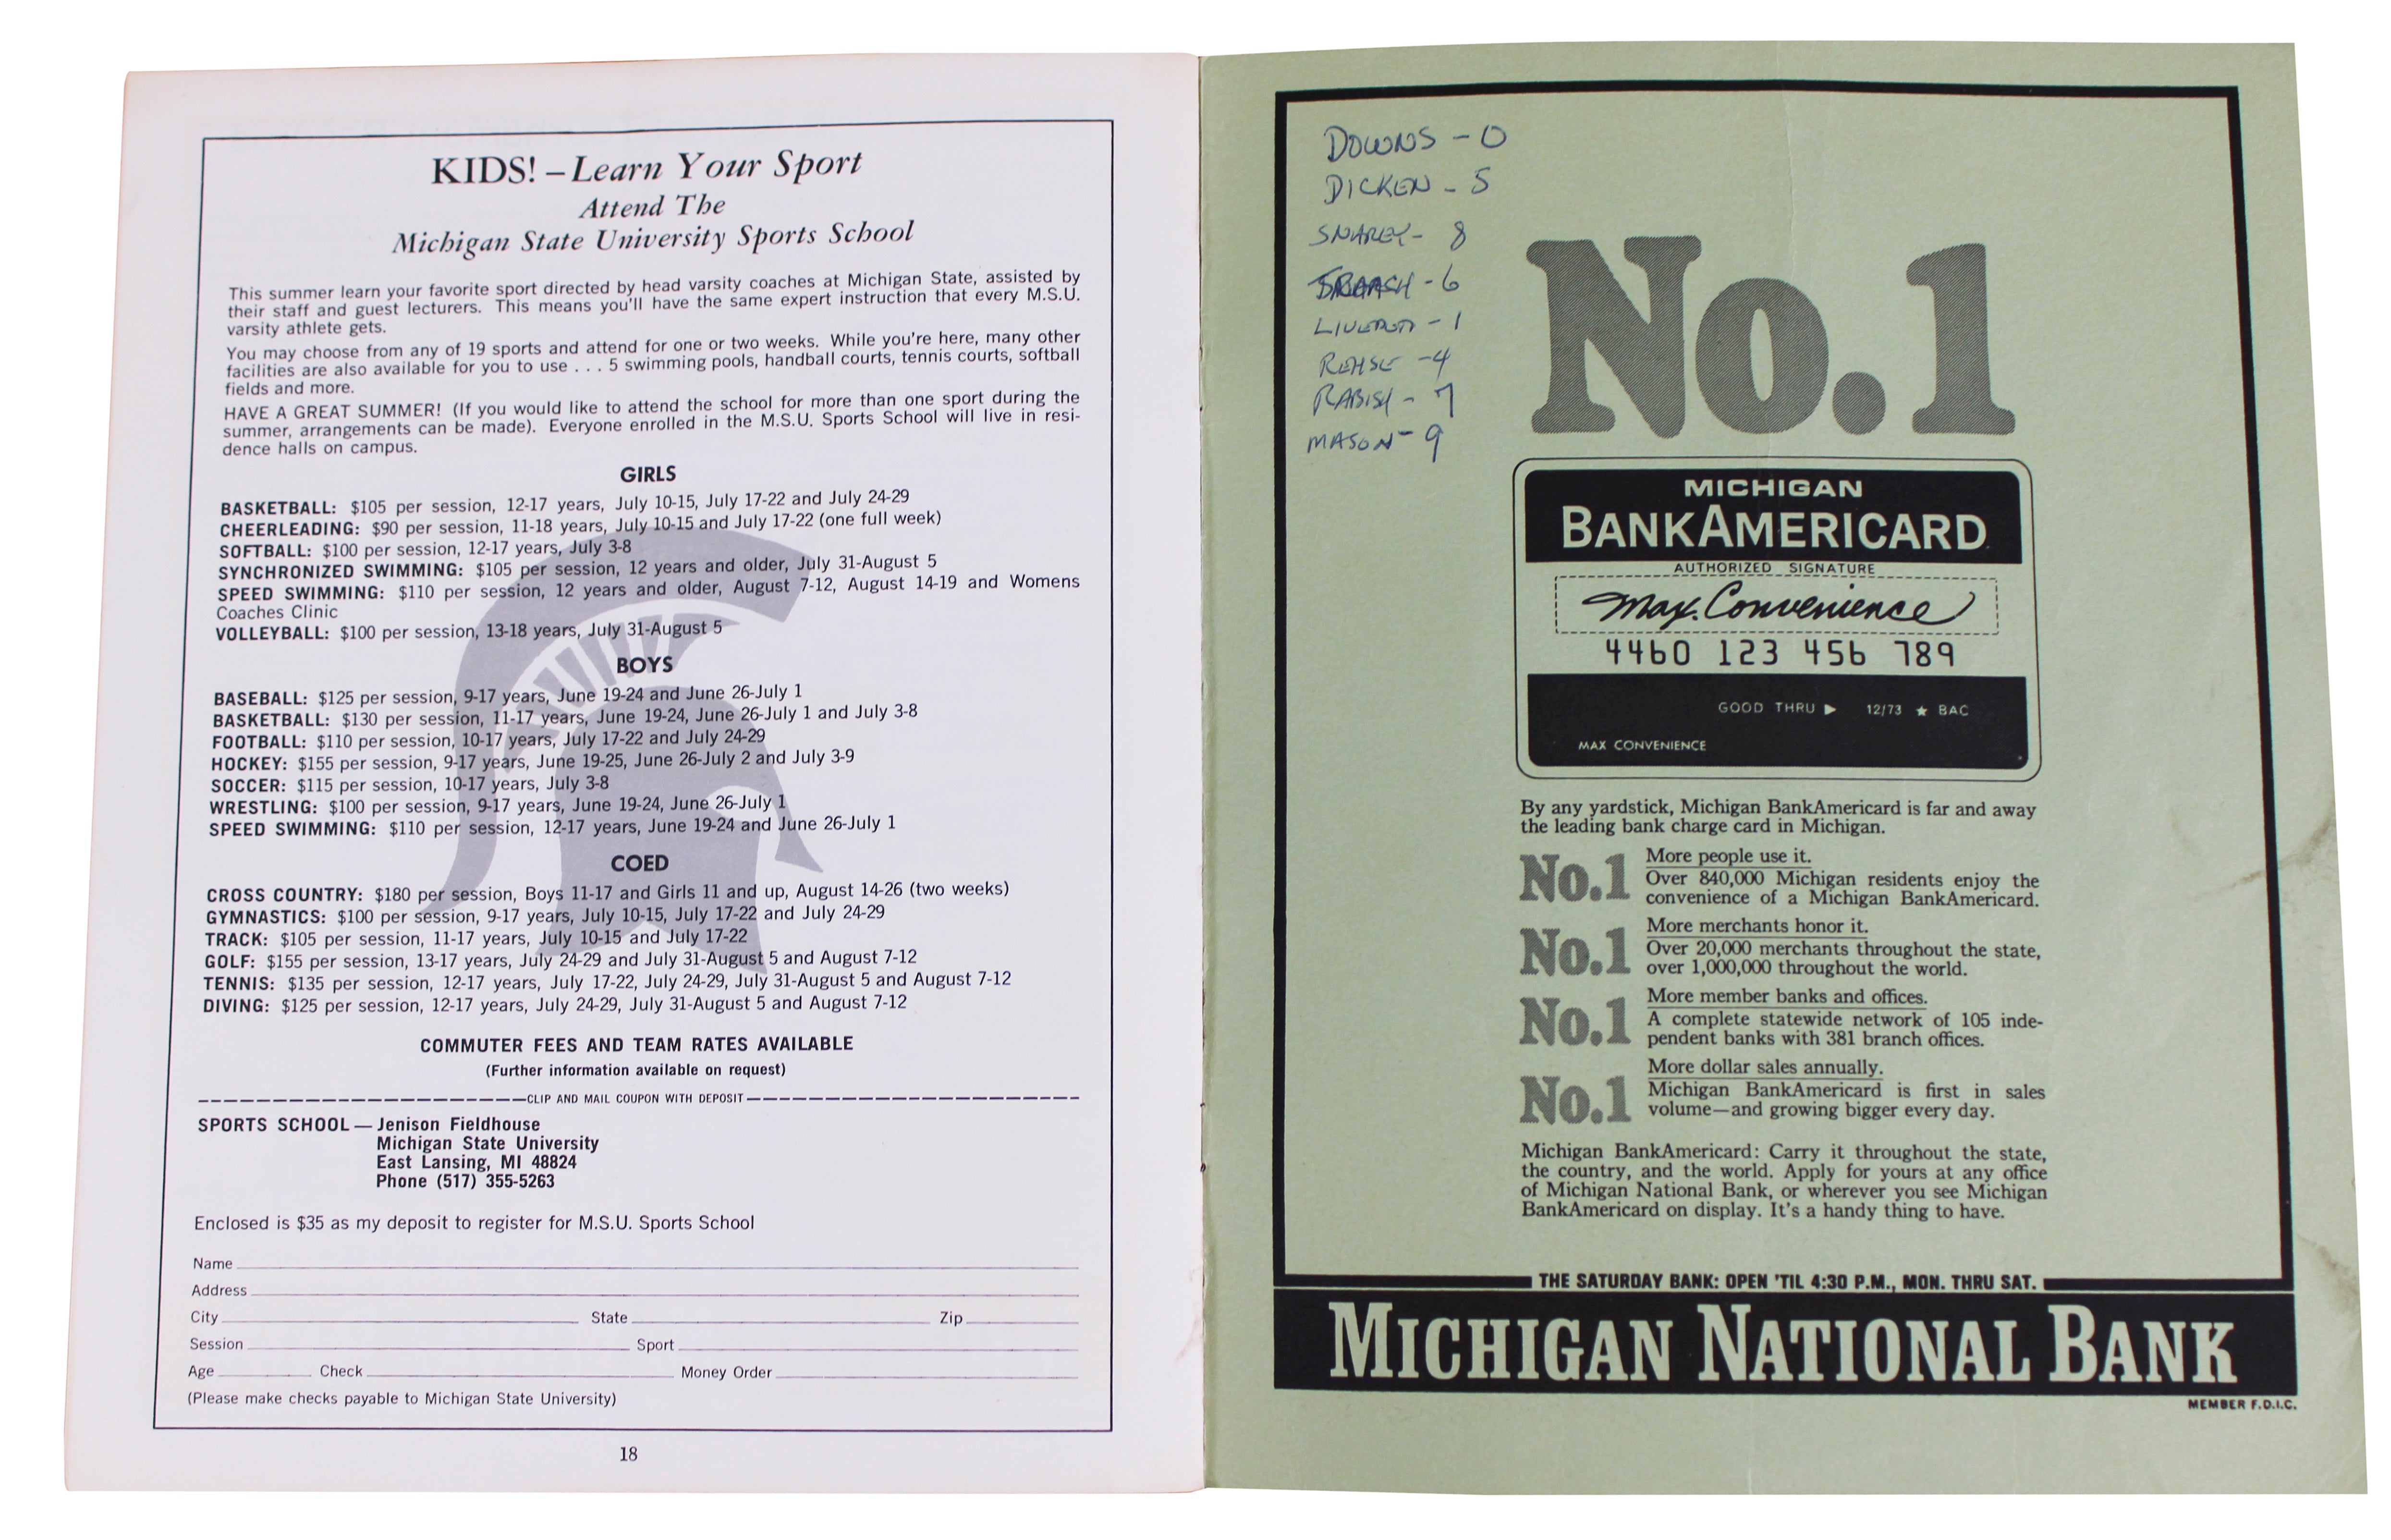 KIDS! – Learn Your Sport
Attend The
Michigan State University Sports School
This summer learn your favorite sport directed by head varsity coaches at Michigan State, assisted by
their staff and guest lecturers. This means you'll have the same expert instruction that every M.S.U.
varsity athlete gets.
You may choose from any of 19 sports and attend for one or two weeks. While you're here, many other
facilities are also available for you to use . . . 5 swimming pools, handball courts, tennis courts, softball
fields and more.
HAVE A GREAT SUMMER! (If you would like to attend the school for more than one sport during the
summer, arrangements can be made). Everyone enrolled in the M.S.U. Sports School will live in resi-
dence halls on campus.
GIRLS
BASKETBALL: $105 per session, 12-17 years, July 10-15, July 17-22 and July 24-29
CHEERLEADING: $90 per session, 11-18 years, July 10-15 and July 17-22 (one full week)
SOFTBALL: $100 per session, 12-17 years, July 3-8
SYNCHRONIZED SWIMMING: $105 per session, 12 years and older, July 31-August 5
SPEED SWIMMING: $110 per session, 12 years and older, August 7-12, August 14-19 and Womens
Coaches Clinic
VOLLEYBALL: $100 per session, 13-18 years, July 31-August 5
BOYS
BASEBALL: $125 per session, 9-17 years, June 19-24 and June 26-July 1
BASKETBALL: $130 per session, 11-17 years, June 19-24, June 26-July 1 and July 3-8
FOOTBALL: $110 per session, 10-17 years, July 17-22 and July 24-29
HOCKEY: $155 per session, 9-17 years, June 19-25, June 26-July 2 and July 3-9
SOCCER: $115 per session, 10-17 years, July 3-8
WRESTLING: $100 per session, 9-17 years, June 19-24, June 26-July 1
SPEED SWIMMING: $110 per session, 12-17 years, June 19-24 and June 26-July 1
COED
CROSS COUNTRY: $180 per session, Boys 11-17 and Girls 11 and up, August 14-26 (two weeks)
GYMNASTICS: $100 per session, 9-17 years, July 10-15, July 17-22 and July 24-29
TRACK: $105 per session, 11-17 years, July 10-15 and July 17-22
GOLF: $155 per session, 13-17 years, July 24-29 and July 31-August 5 and August 7-12
TENNIS: $135 per session, 12-17 years, July 17-22, July 24-29, July 31-August 5 and August 7-12
DIVING: $125 per session, 12-17 years, July 24-29, July 31-August 5 and August 7-12
COMMUTER FEES AND TEAM RATES AVAILABLE
(Further information available on request)
CLIP AND MAIL COUPON WITH DEPOSIT
SPORTS SCHOOL — Jenison Fieldhouse
Michigan State University
East Lansing, MI 48824
Phone (517) 355-5263
Enclosed is $35 as my deposit to register for M.S.U. Sports School
Name
Address
City State Zip
Session Sport
Age Check Money Order
(Please make checks payable to Michigan State University)
18
DOWNS - 0
DICKEN - 5
SNAREY - 8
- 6
- 1
REHSE - 4
RABISH - 7
MASON - 9
No.1
MICHIGAN
BANKAMERICARD
AUTHORIZED SIGNATURE
Max. Convenience
4460 123 456 789
GOOD THRU ▶ 12/73 ★ BAC
MAX CONVENIENCE
By any yardstick, Michigan BankAmericard is far and away
the leading bank charge card in Michigan.
No.1 More people use it.
Over 840,000 Michigan residents enjoy the
convenience of a Michigan BankAmericard.
No.1 More merchants honor it.
Over 20,000 merchants throughout the state,
over 1,000,000 throughout the world.
No.1 More member banks and offices.
A complete statewide network of 105 inde-
pendent banks with 381 branch offices.
No.1 More dollar sales annually.
Michigan BankAmericard is first in sales
volume—and growing bigger every day.
Michigan BankAmericard: Carry it throughout the state,
the country, and the world. Apply for yours at any office
of Michigan National Bank, or wherever you see Michigan
BankAmericard on display. It's a handy thing to have.
THE SATURDAY BANK: OPEN 'TIL 4:30 P.M., MON. THRU SAT.
MICHIGAN NATIONAL BANK
MEMBER F.D.I.C.